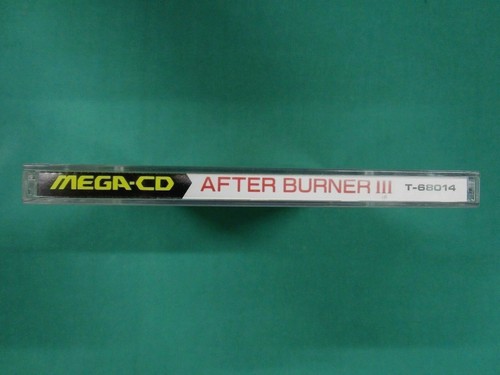 MEGA-CD AFTER BURNER III T-68014